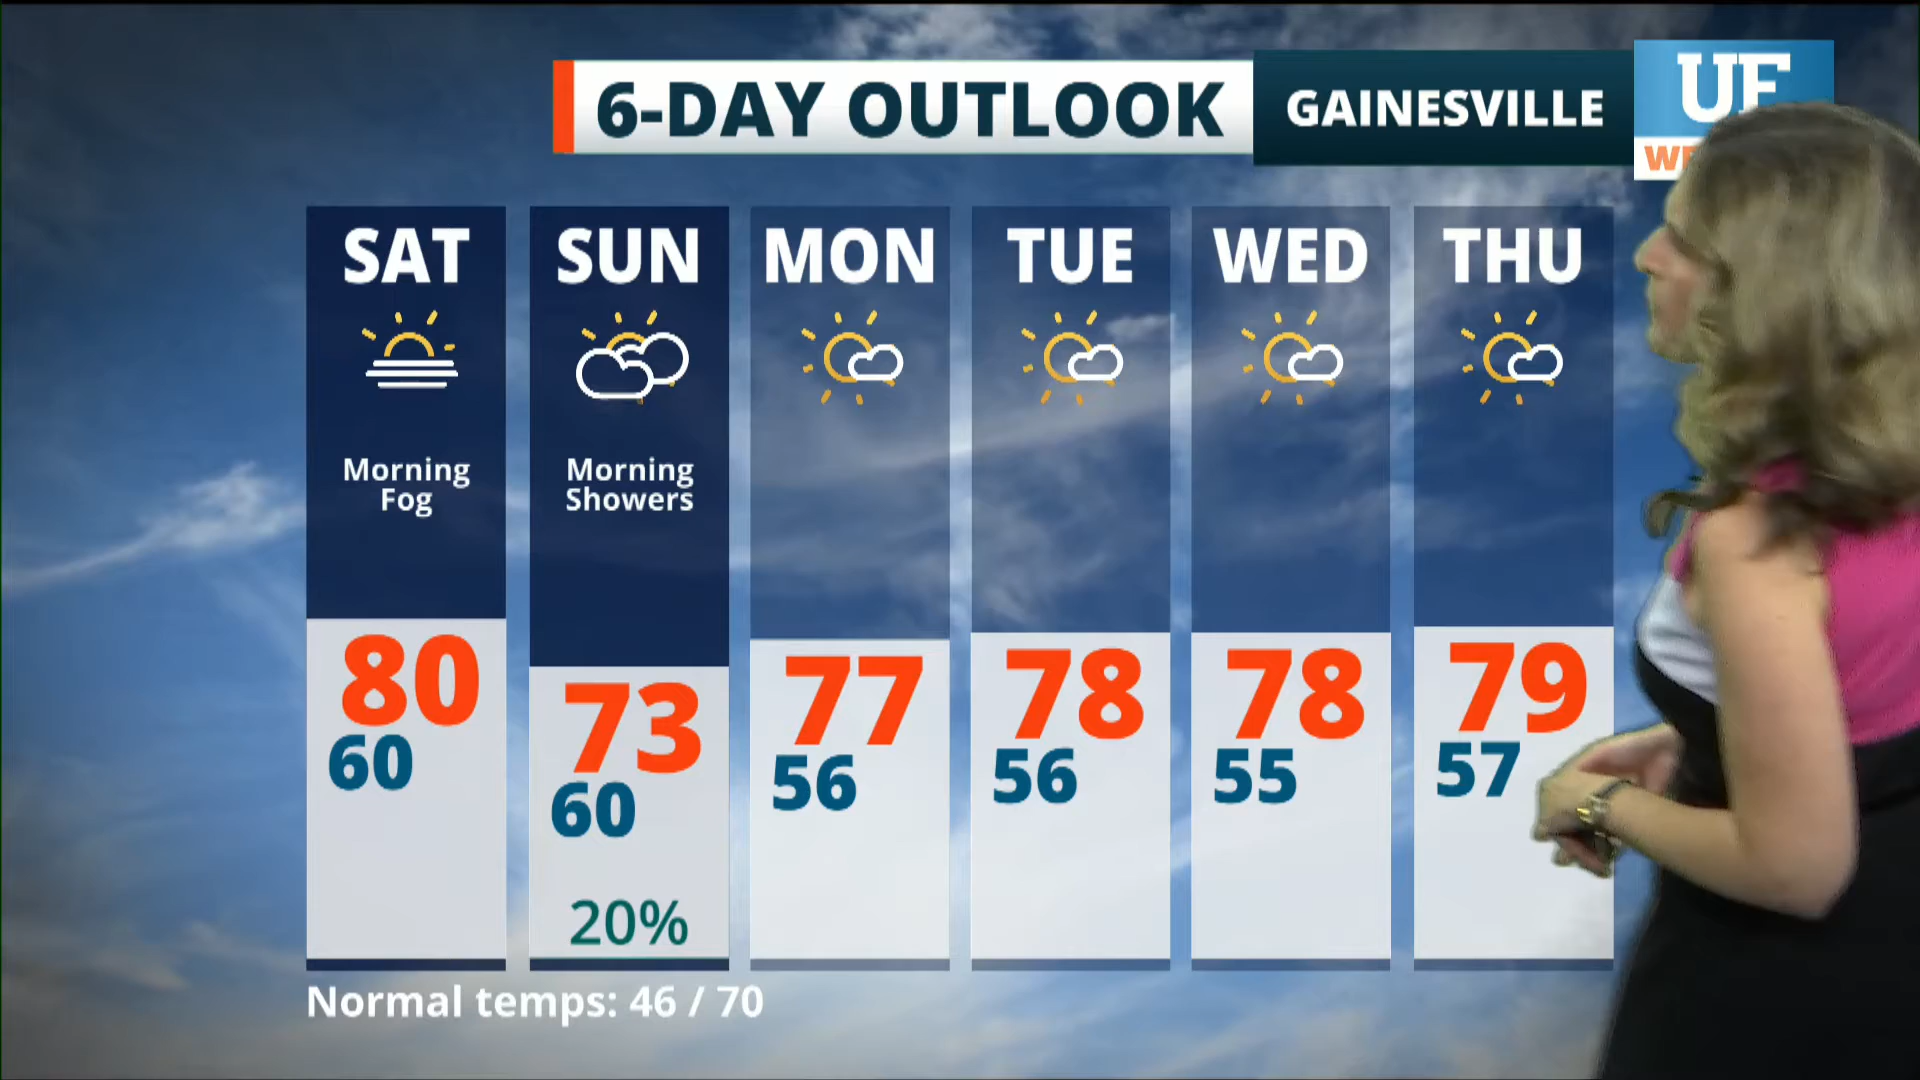 6-DAY OUTLOOK
GAINESVILLE
UF
SAT
SUN
MON
TUE
WED
THU
Morning
Fog
Morning
Showers
80
73
77
78
78
79
60
60
56
56
55
57
20%
Normal temps: 46 / 70